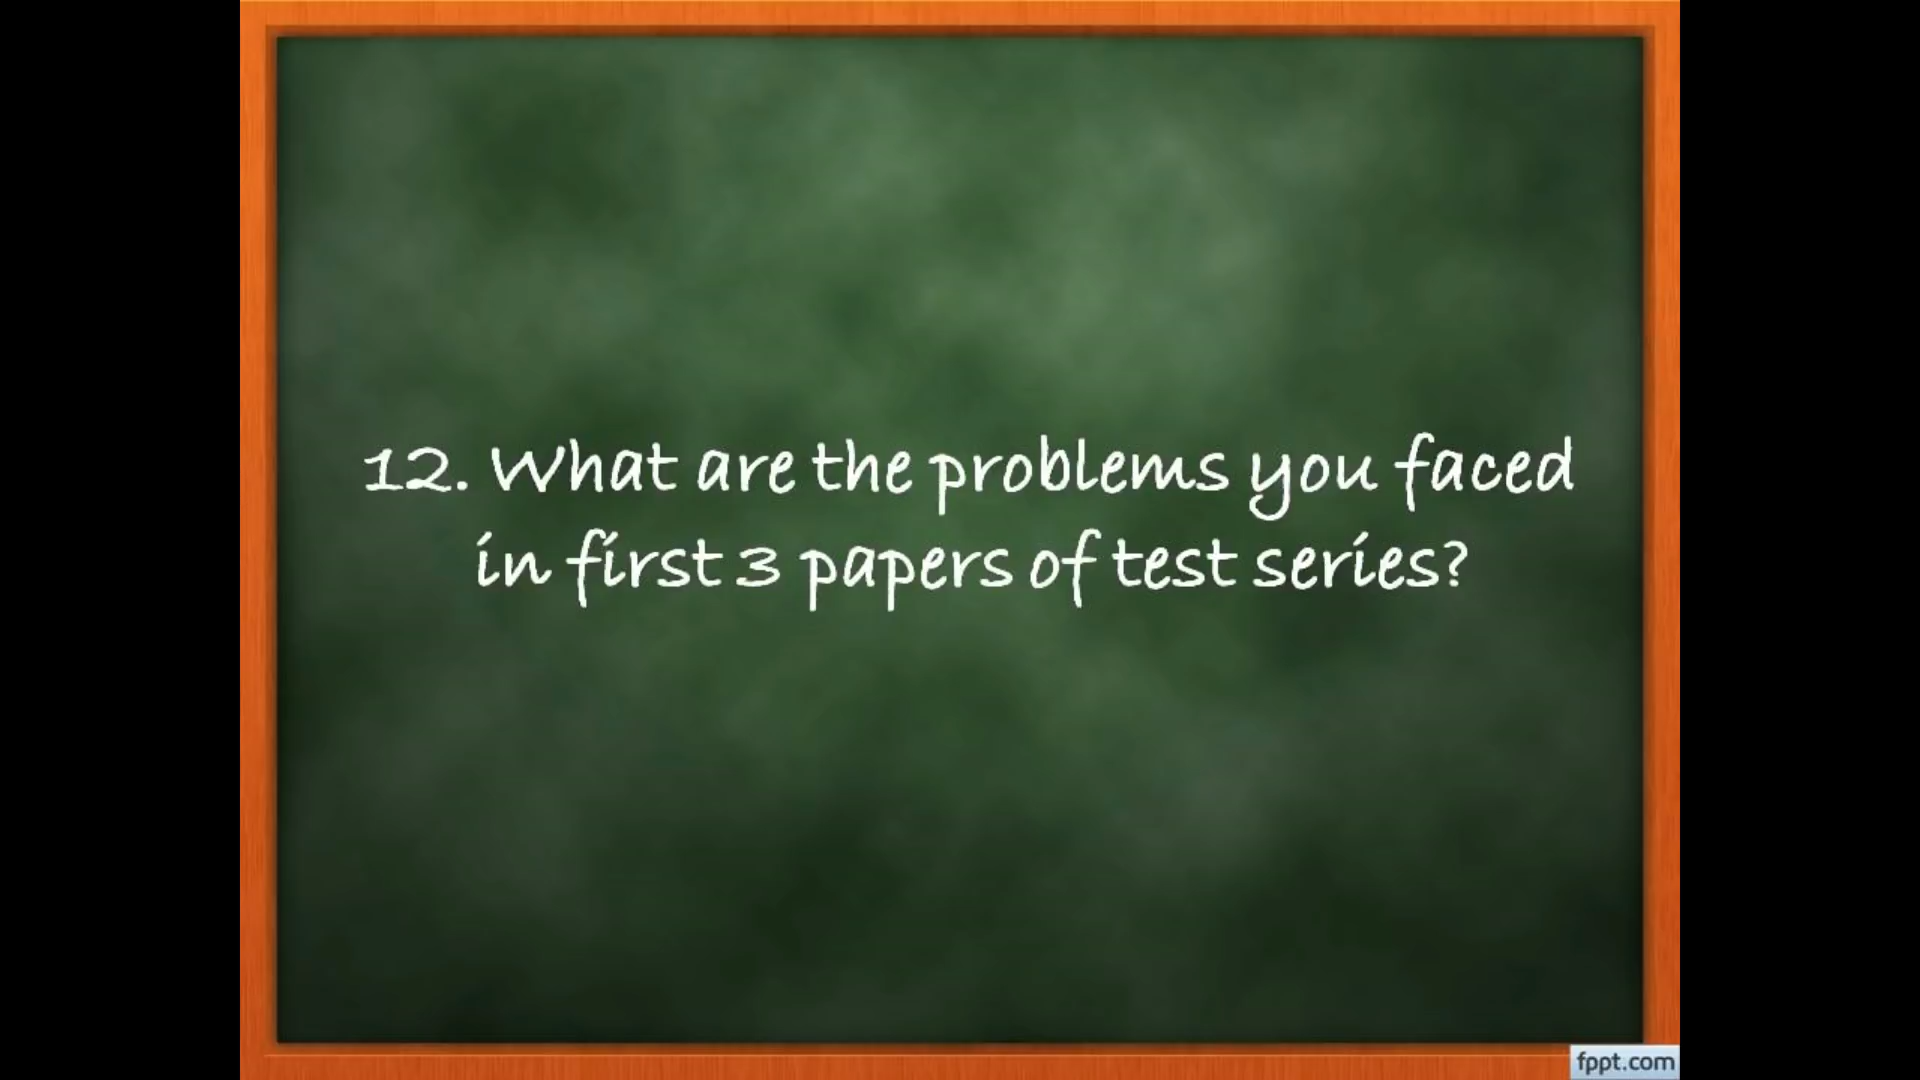 12. What are the problems you faced
in first 3 papers of test series?
fppt.com